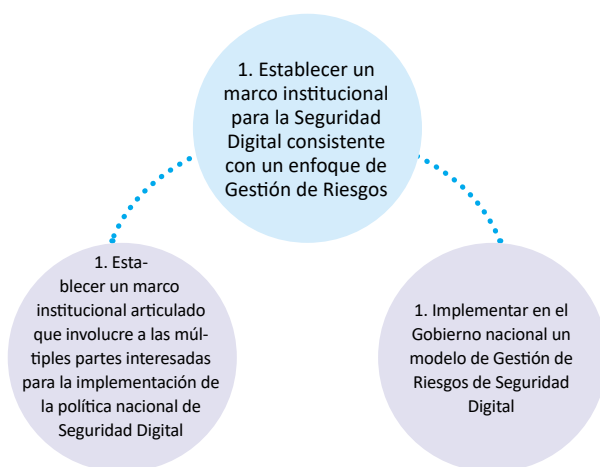 1. Establecer un
marco institucional
para la Seguridad
Digital consistente
con un enfoque de
Gestión de Riesgos
1. Esta-
blecer un marco
institucional articulado
que involucre a las múl-
tiples partes interesadas
para la implementación de
la política nacional de
Seguridad Digital
1. Implementar en el
Gobierno nacional un
modelo de Gestión de
Riesgos de Seguridad
Digital